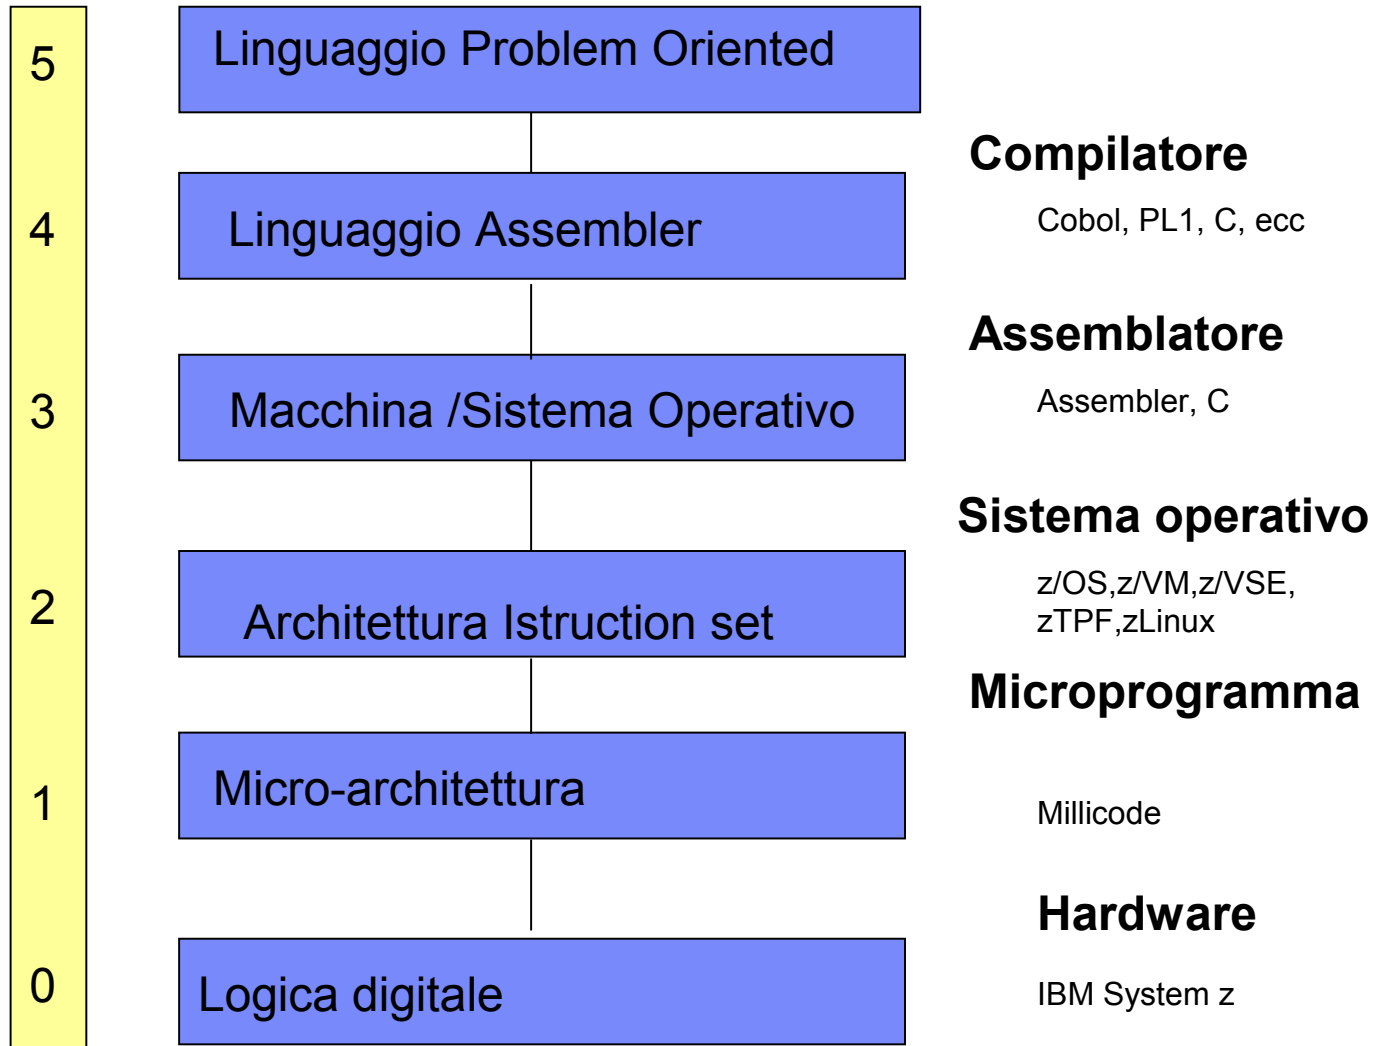 5
Linguaggio Problem Oriented
Compilatore
4
Linguaggio Assembler
Cobol, PL1, C, ecc
Assemblatore
3
Macchina /Sistema Operativo
Assembler, C
Sistema operativo
2
Architettura Istruction set
z/OS,z/VM,z/VSE,
zTPF,zLinux
Microprogramma
1
Micro-architettura
Millicode
Hardware
0
Logica digitale
IBM System z